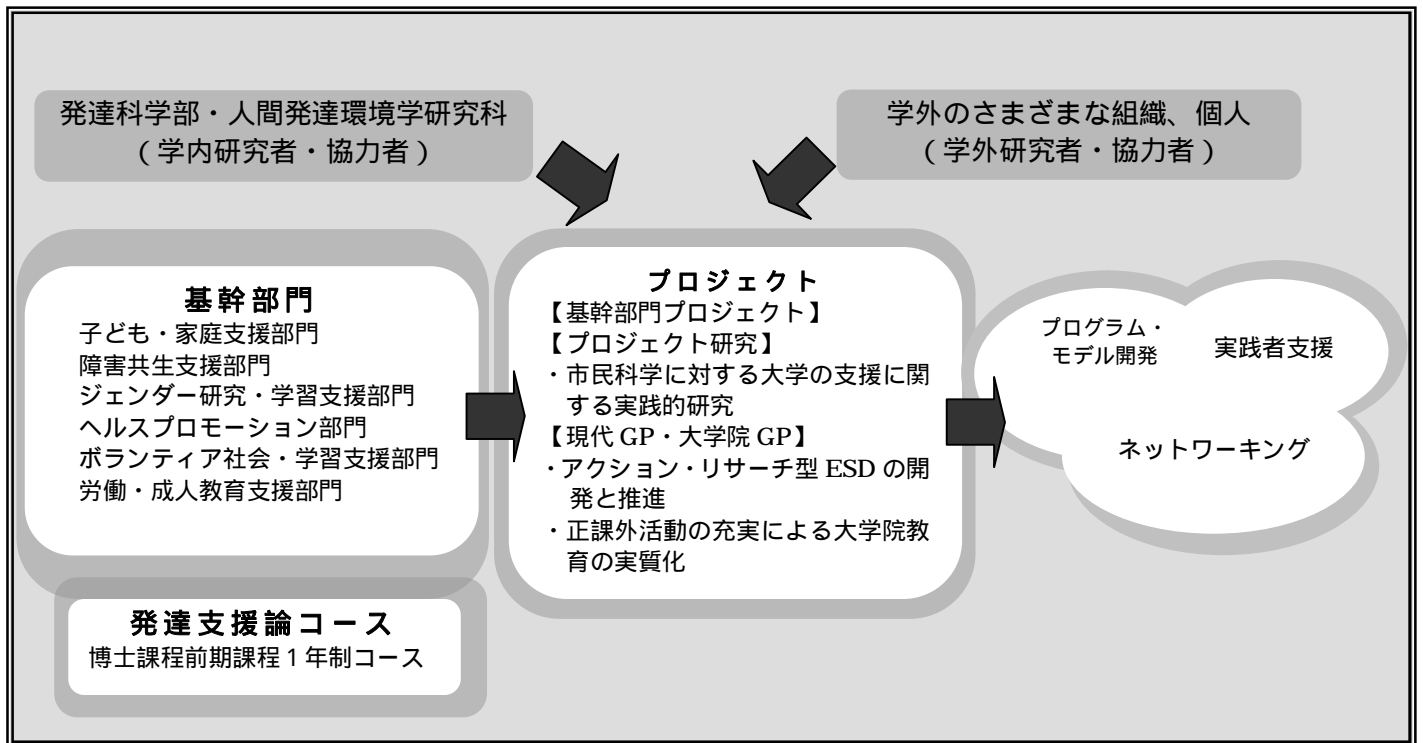 発達科学部・人間発達環境学研究科
（学内研究者・協力者）
学外のさまざまな組織、個人
（学外研究者・協力者）
基幹部門
子ども・家庭支援部門
障害共生支援部門
ジェンダー研究・学習支援部門
ヘルスプロモーション部門
ボランティア社会・学習支援部門
労働・成人教育支援部門
発達支援論コース
博士課程前期課程1年制コース
プロジェクト
【基幹部門プロジェクト】
【プロジェクト研究】
・市民科学に対する大学の支援に関
する実践的研究
【現代GP・大学院GP】
・アクション・リサーチ型ESDの開
発と推進
・正課外活動の充実による大学院教
育の実質化
プログラム・
モデル開発
実践者支援
ネットワーキング